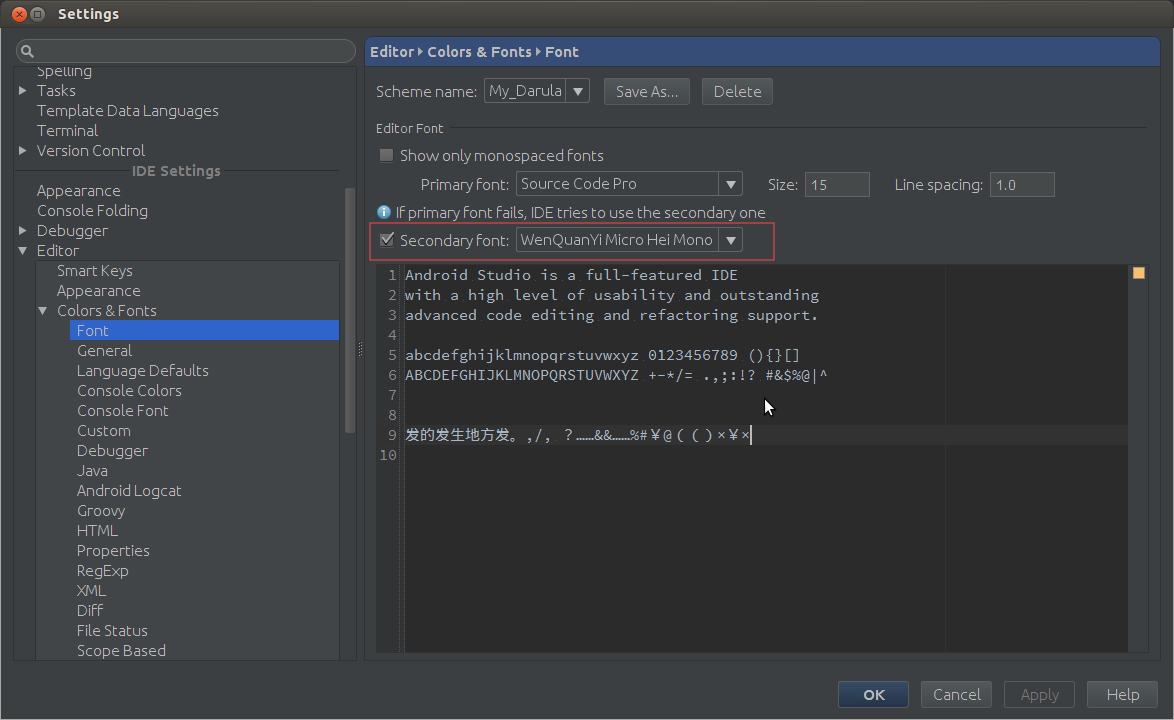 Settings
Spelling
Tasks
Template Data Languages
Terminal
Version Control
IDE Settings
Appearance
Console Folding
Debugger
Editor
Smart Keys
Appearance
Colors & Fonts
Font
General
Language Defaults
Console Colors
Console Font
Custom
Debugger
Java
Android Logcat
Groovy
HTML
Properties
RegExp
XML
Diff
File Status
Scope Based
Editor Colors & Fonts Font
Scheme name: My_Darula Save As... Delete
Editor Font
Show only monospaced fonts
Primary font: Source Code Pro Size: 15 Line spacing: 1.0
If primary font fails, IDE tries to use the secondary one
Secondary font: WenQuanYi Micro Hei Mono
1 Android Studio is a full-featured IDE
2 with a high level of usability and outstanding
3 advanced code editing and refactoring support.
4
5 abcdefghijklmnopqrstuvwxyz 0123456789 (){}[]
6 ABCDEFGHIJKLMNOPQRSTUVWXYZ +-*/= .,;:!? #&$%@|^
7
8
9 发的发生地方发。,/, ？……&&……%#￥@（（）×￥×
10
OK Cancel Apply Help